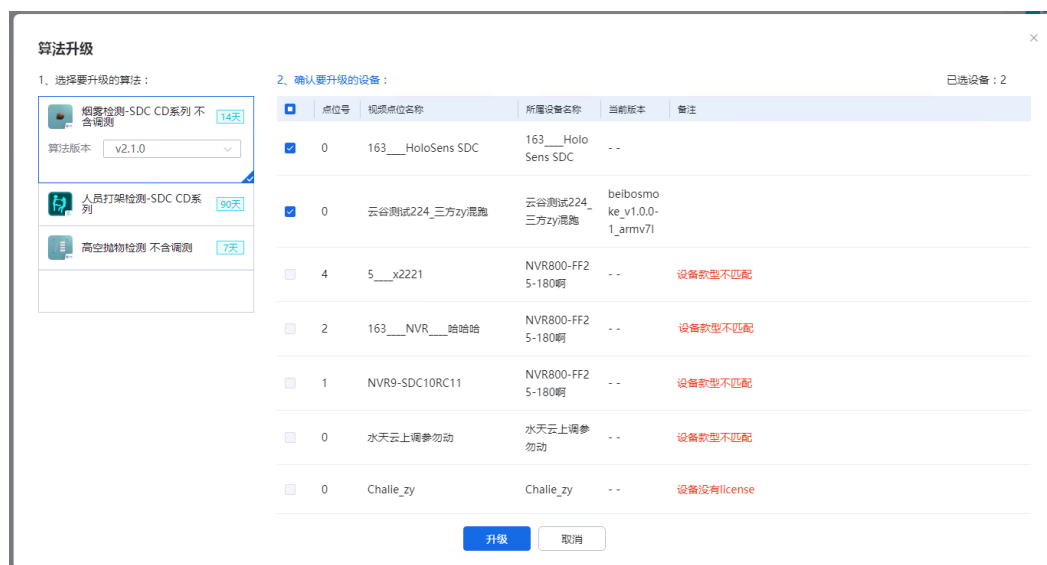 算法升级
1、选择要升级的算法：
2、确认要升级的设备：
已选设备：2
烟雾检测-SDC CD系列 不
含调测
14天
算法版本
v2.1.0
人员打架检测-SDC CD系
列
90天
高空抛物检测 不含调测
7天
点位号 视频点位名称 所属设备名称 当前版本 备注
0 163____HoloSens SDC 163____Holo
Sens SDC
- -
0 云谷测试224_三方zy混跑 云谷测试224_
三方zy混跑
beibosmo
ke_v1.0.0-
1_armv7l
4 5____x2221 NVR800-FF2
5-180啊
- - 设备款型不匹配
2 163____NVR____哈哈哈 NVR800-FF2
5-180啊
- - 设备款型不匹配
1 NVR9-SDC10RC11 NVR800-FF2
5-180啊
- - 设备款型不匹配
0 水天云上调参勿动 水天云上调参
勿动
- - 设备款型不匹配
0 Challe_zy Challe_zy - - 设备没有license
升级 取消